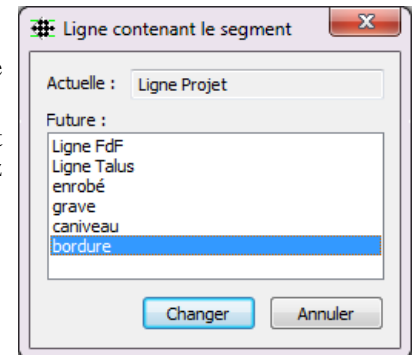 Ligne contenant le segment
Actuelle : Ligne Projet
Future :
Ligne FdF
Ligne Talus
enrobé
grave
caniveau
bordure
Changer Annuler